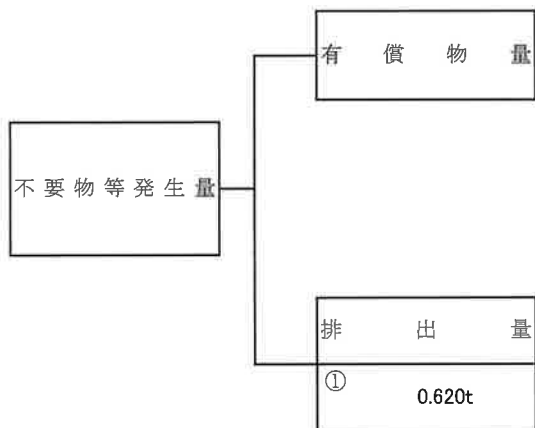 有償物量
不要物等発生量
排出量
①
0.620t